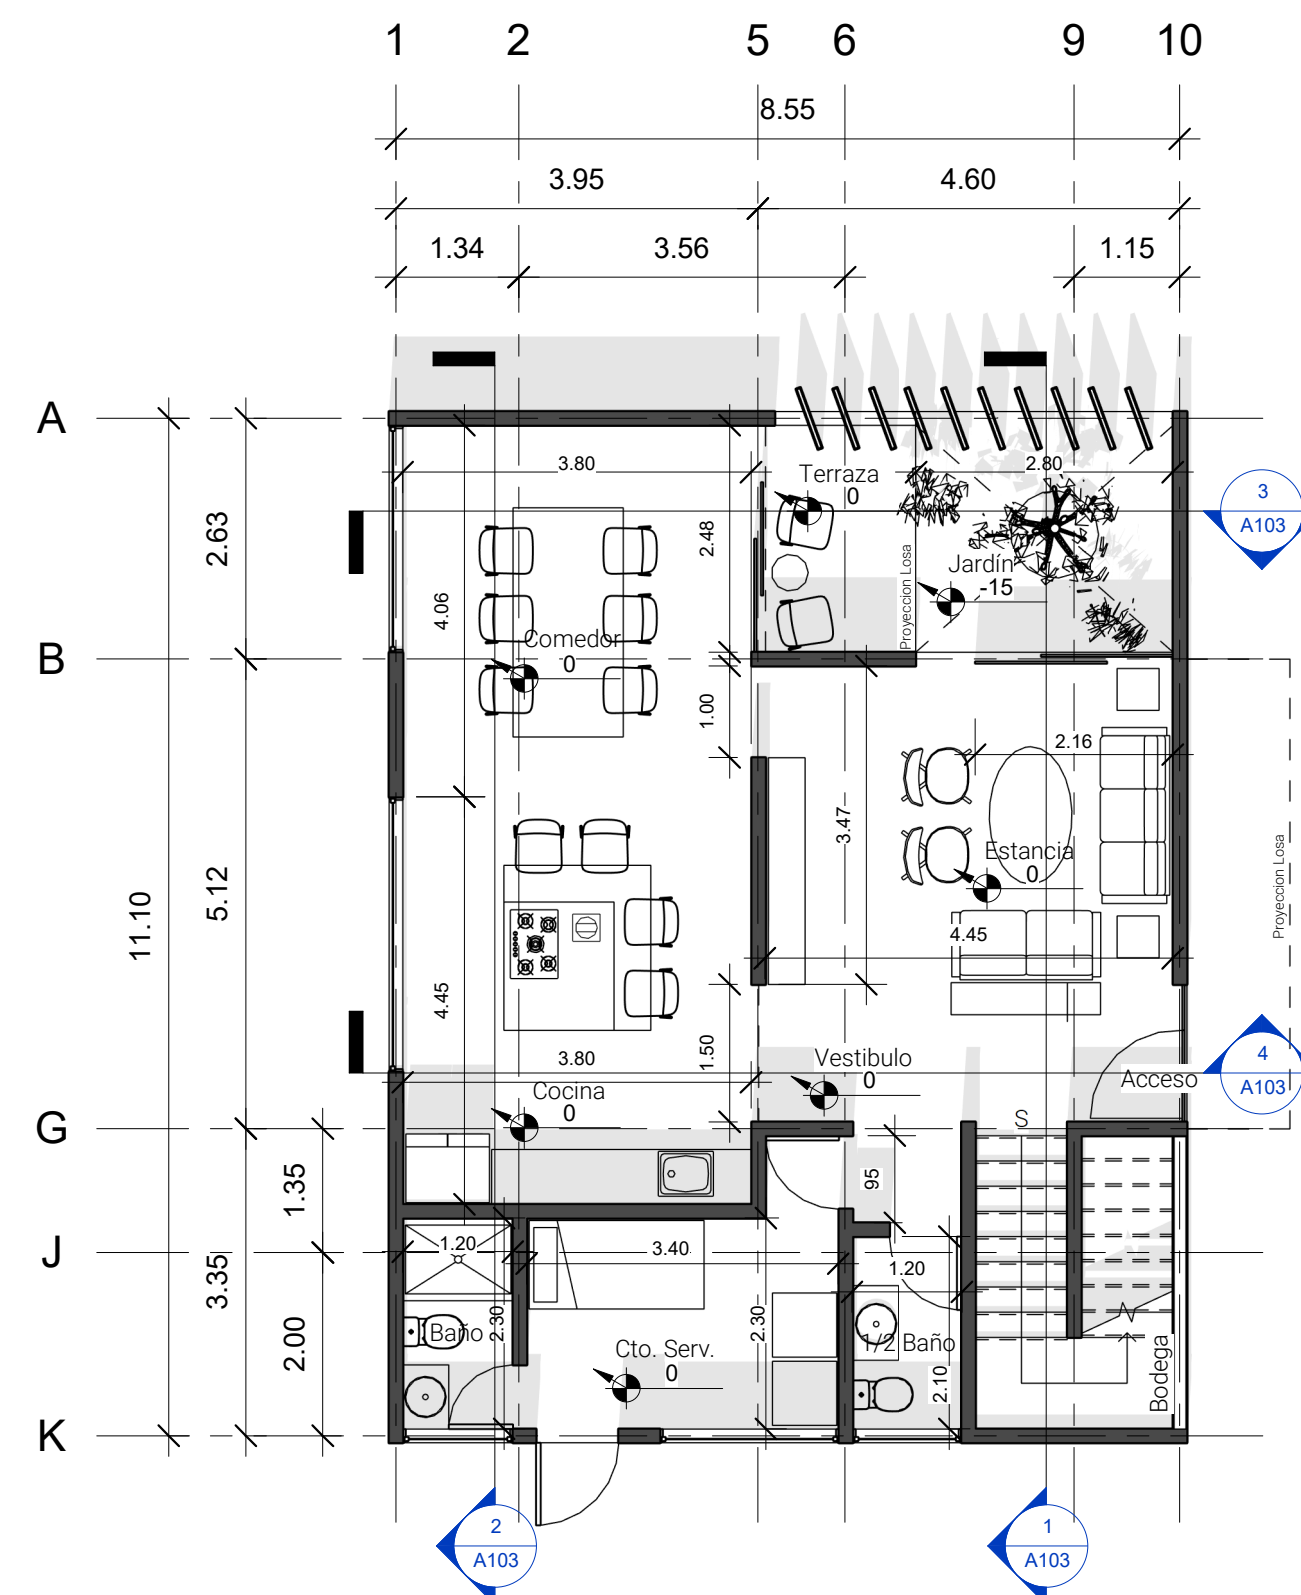 1 2 5 6 9 10
8.55
3.95 4.60
1.34 3.56 1.15
A
3.80
Terraza
0
2.80
3
A103
2.63
2.48
Proyeccion Losa
Jardín
-15
4.06
Comedor
0
B
1.00
2.16
3.47
Estancia
0
Proyeccion Losa
5.12
11.10
4.45
4.45
1.50
3.80
Vestibulo
0
4
A103
Acceso
Cocina
0
G
S
1.35
95
J
1.20
3.40
1.20
3.35
2.00
2.30
Baño
2.30
Cto. Serv.
0
1/2 Baño
2.10
Bodega
K
2
A103
1
A103